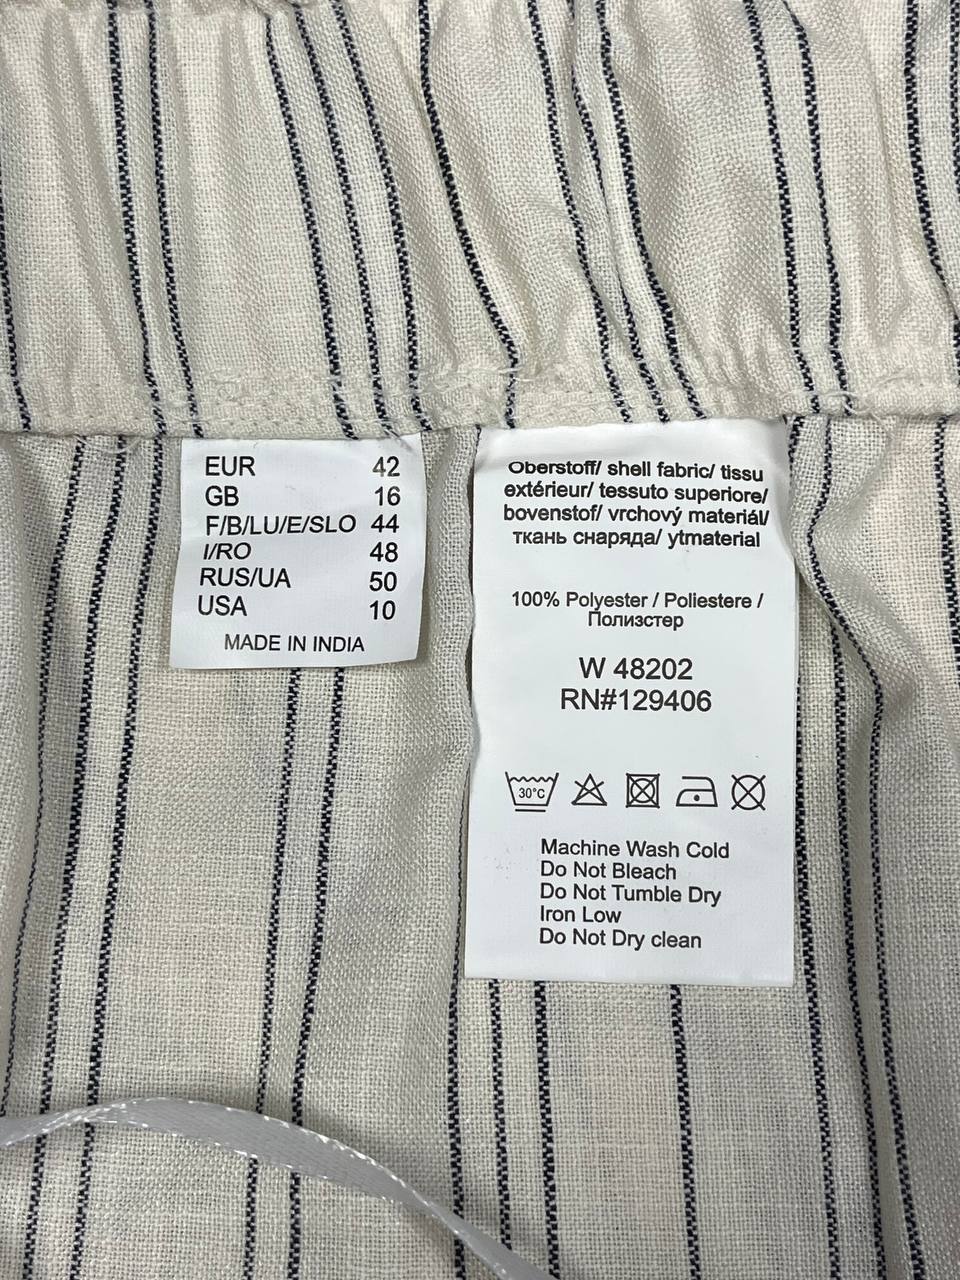 EUR 42
GB 16
F/B/LU/E/SLO 44
I/RO 48
RUS/UA 50
USA 10
MADE IN INDIA
Oberstoff/ shell fabric/ tissu
extérieur/ tessuto superiore/
bovenstof/ vrchový materiál/
ткань снаряда/ ytmaterial
100% Polyester / Poliestere /
Полизстер
W 48202
RN#129406
30°C
Machine Wash Cold
Do Not Bleach
Do Not Tumble Dry
Iron Low
Do Not Dry clean